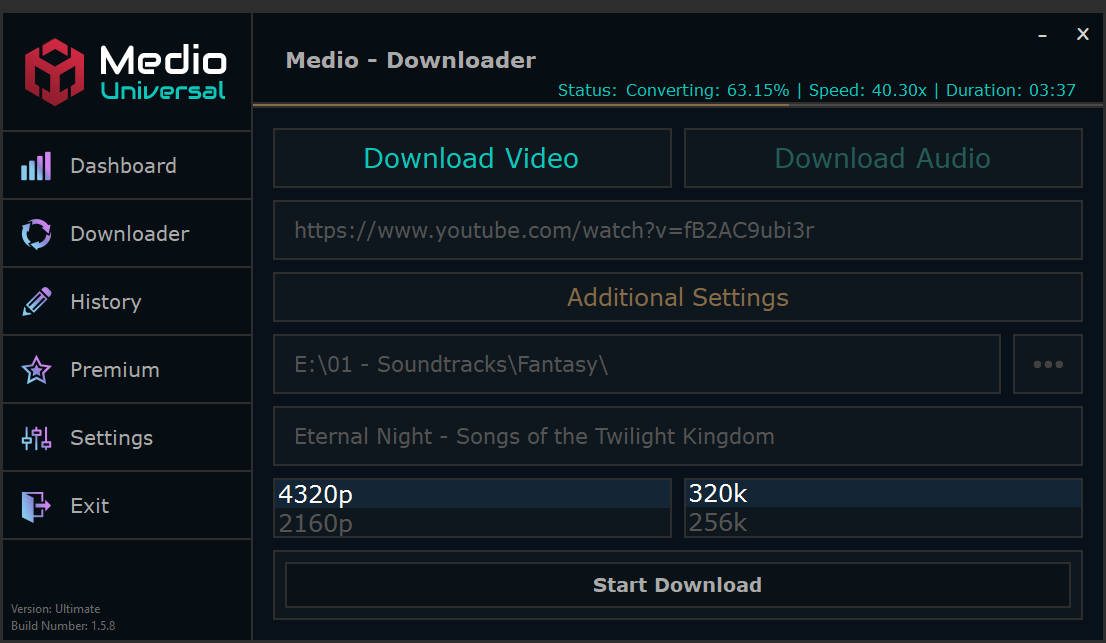 Medio
Universal
Medio - Downloader
Status: Converting: 63.15% | Speed: 40.30x | Duration: 03:37
Dashboard
Downloader
History
Premium
Settings
Exit
Version: Ultimate
Build Number: 1.5.8
Download Video
Download Audio
https://www.youtube.com/watch?v=fB2AC9ubi3r
Additional Settings
E:\01 - Soundtracks\Fantasy\
Eternal Night - Songs of the Twilight Kingdom
4320p
2160p
320k
256k
Start Download